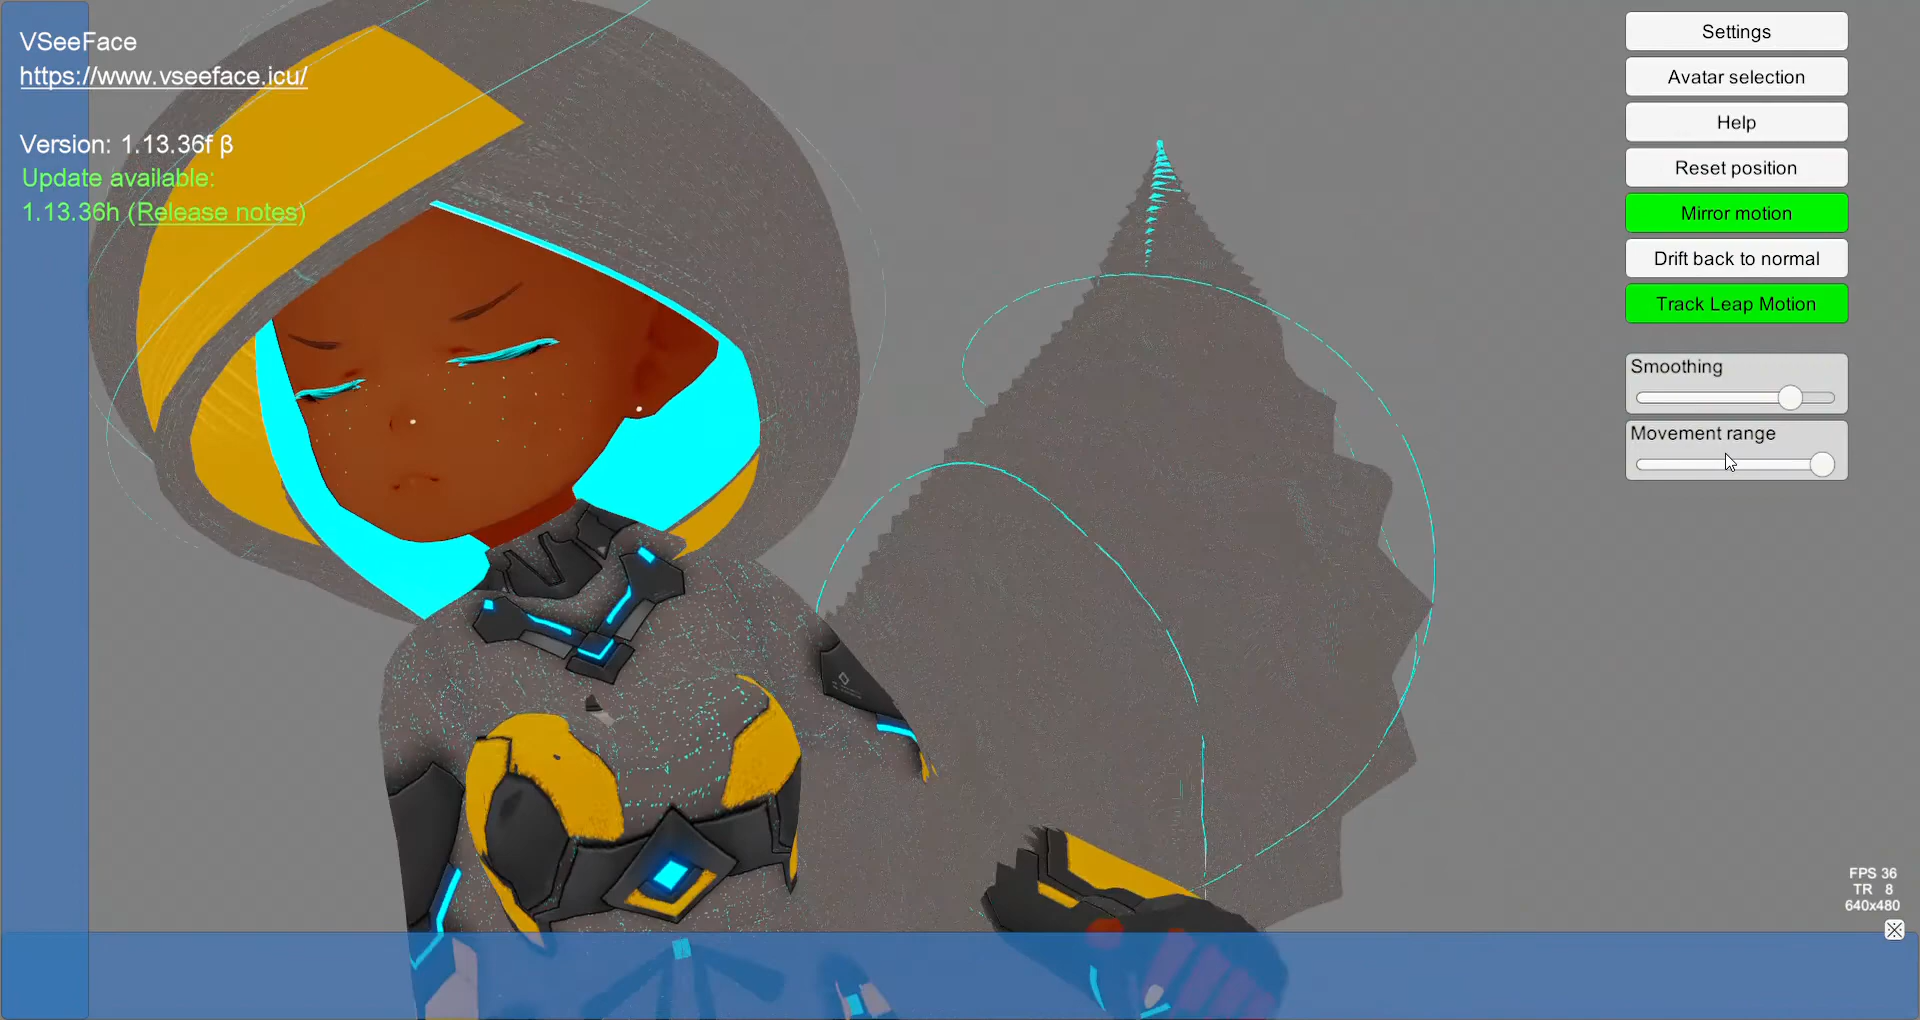 VSeeFace
https://www.vseeface.icu/
Version: 1.13.36f β
Update available:
1.13.36h (Release notes)
Settings
Avatar selection
Help
Reset position
Mirror motion
Drift back to normal
Track Leap Motion
Smoothing
Movement range
FPS 36
TR 8
640x480